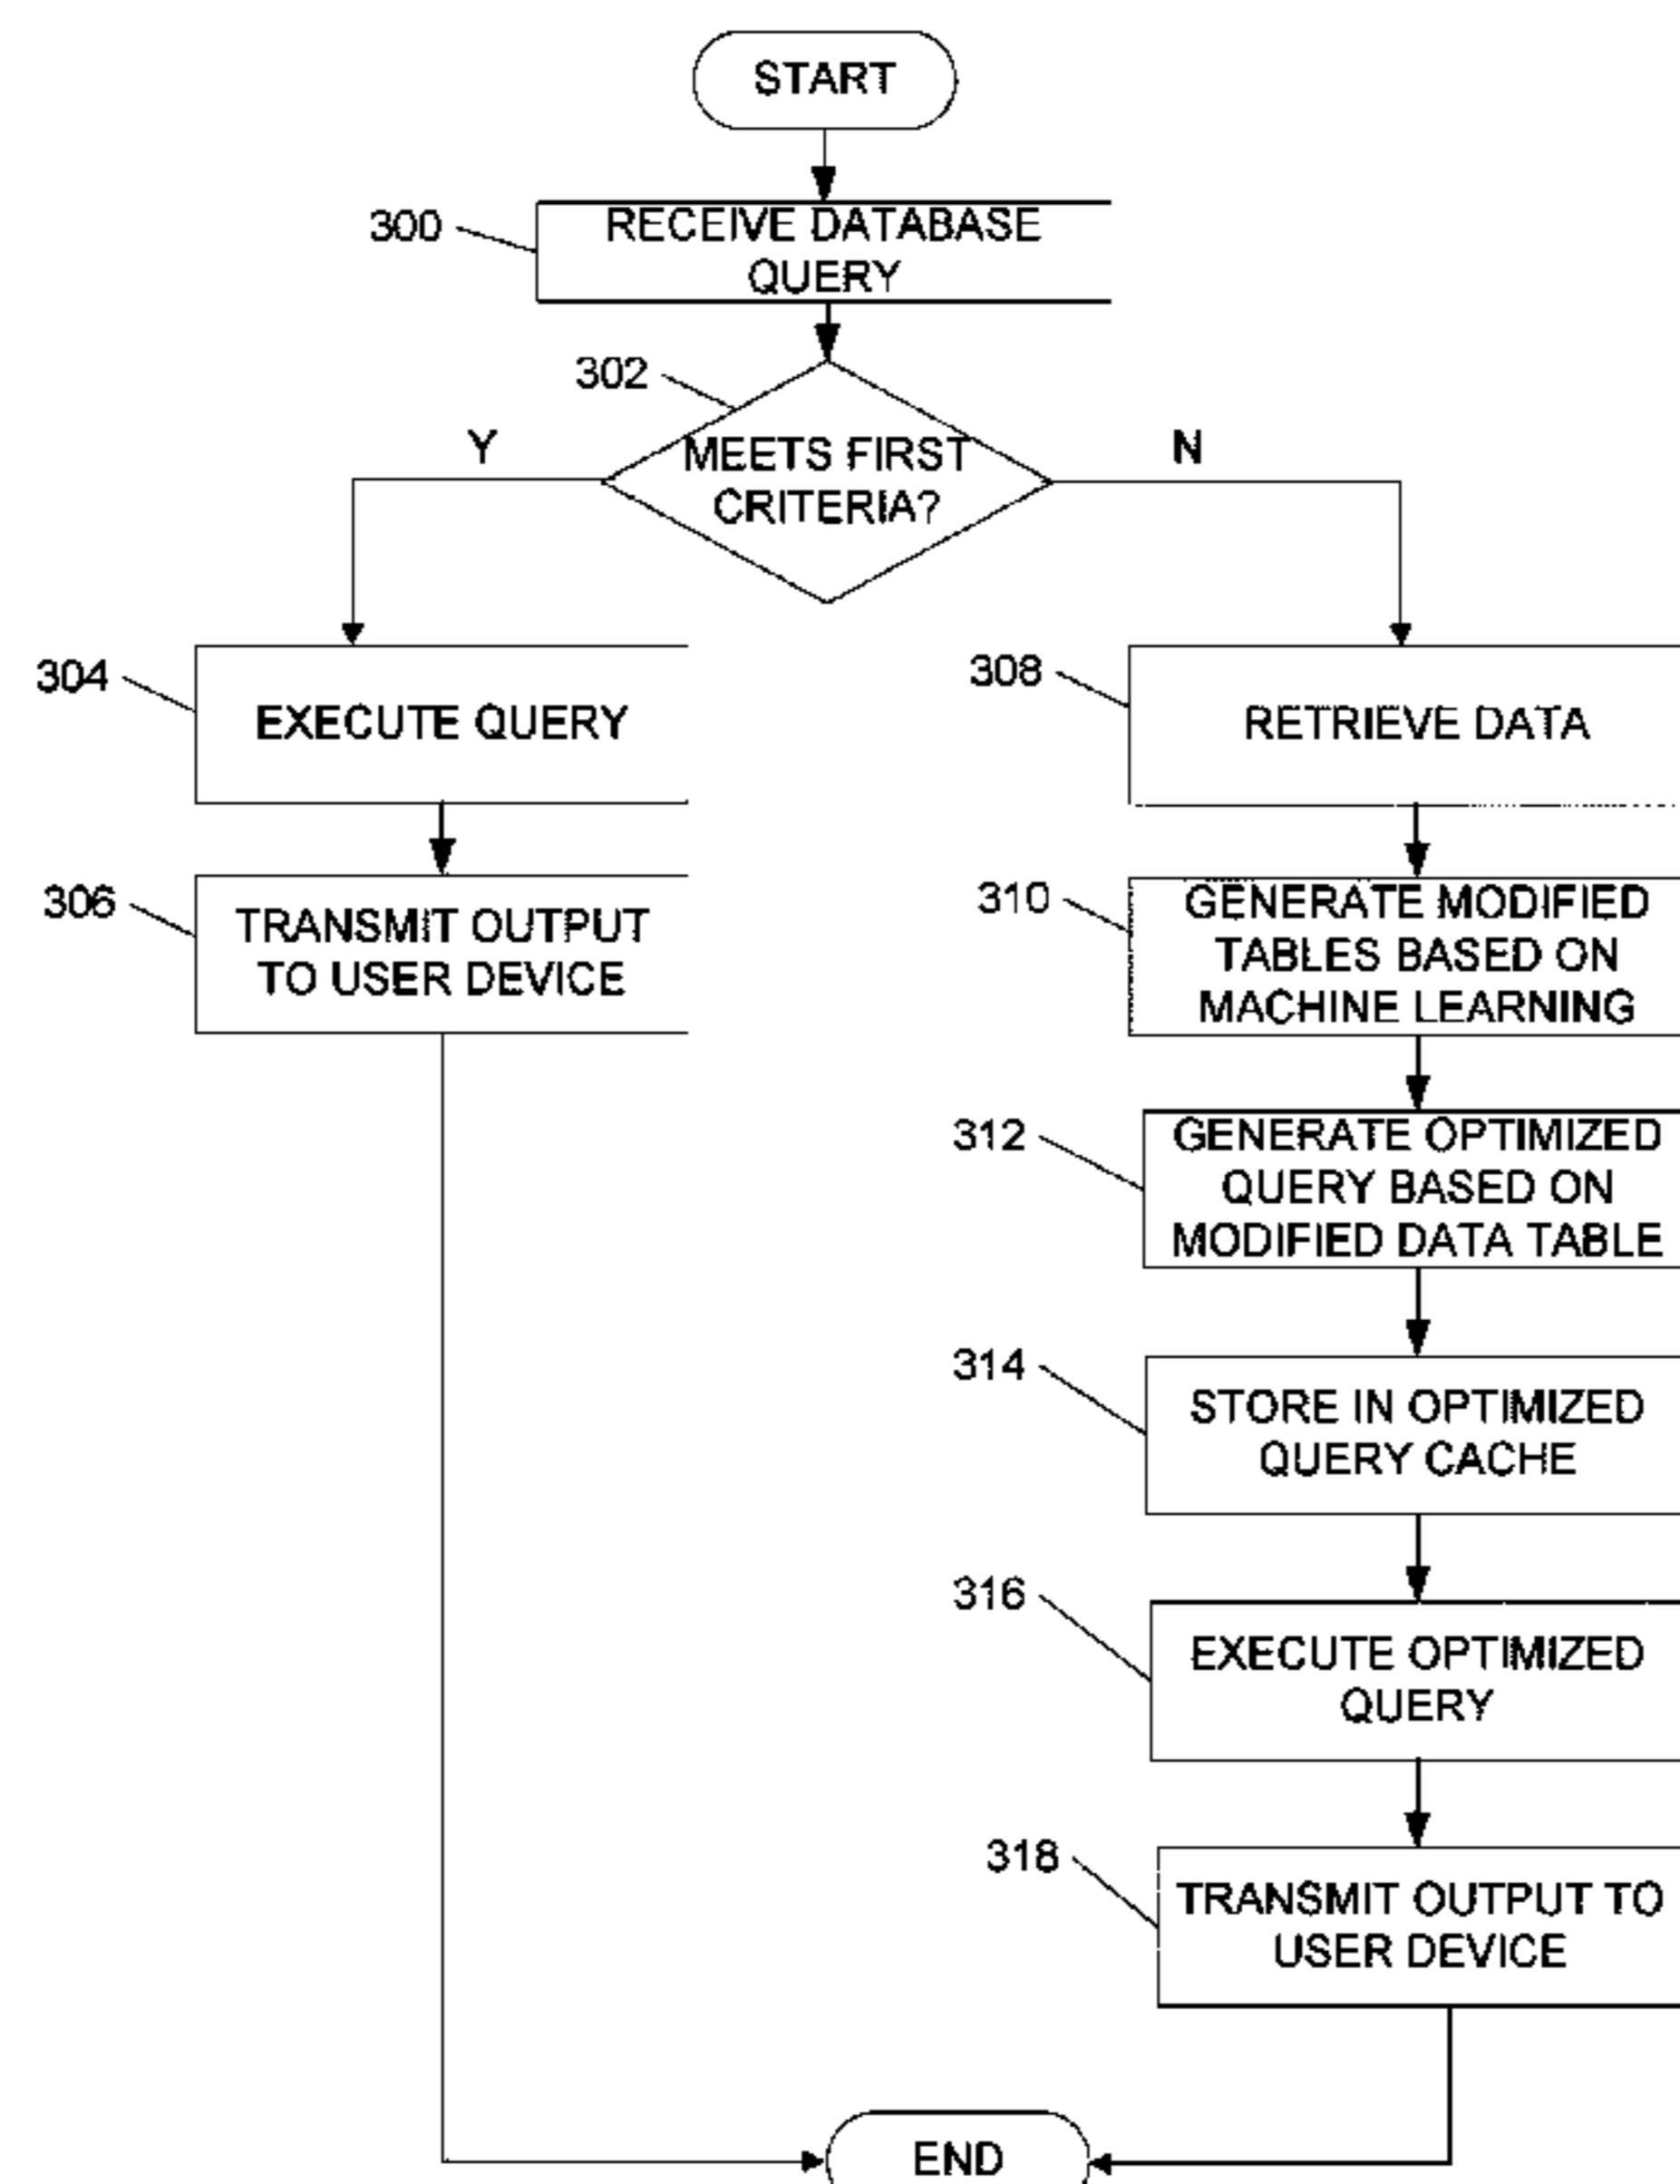 START
300
RECEIVE DATABASE
QUERY
302
MEETS FIRST
CRITERIA?
Y
N
304
EXECUTE QUERY
306
TRANSMIT OUTPUT
TO USER DEVICE
308
RETRIEVE DATA
310
GENERATE MODIFIED
TABLES BASED ON
MACHINE LEARNING
312
GENERATE OPTIMIZED
QUERY BASED ON
MODIFIED DATA TABLE
314
STORE IN OPTIMIZED
QUERY CACHE
316
EXECUTE OPTIMIZED
QUERY
318
TRANSMIT OUTPUT TO
USER DEVICE
END